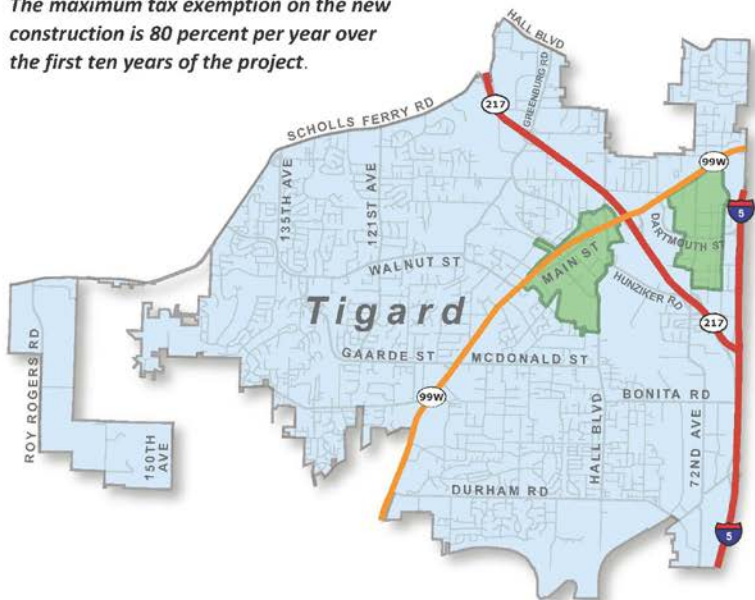 The maximum tax exemption on the new
construction is 80 percent per year over
the first ten years of the project.
HALL BLVD
217
GREENBURG RD
SCHOLLS FERRY RD
99W
135TH AVE
121ST AVE
5
DARTMOUTH ST
WALNUT ST
MAIN ST
HUNZIKER RD
Tigard
217
ROY ROGERS RD
GAARDE ST
MCDONALD ST
99W
BONITA RD
150TH
AVE
HALL BLVD
72ND AVE
DURHAM RD
5